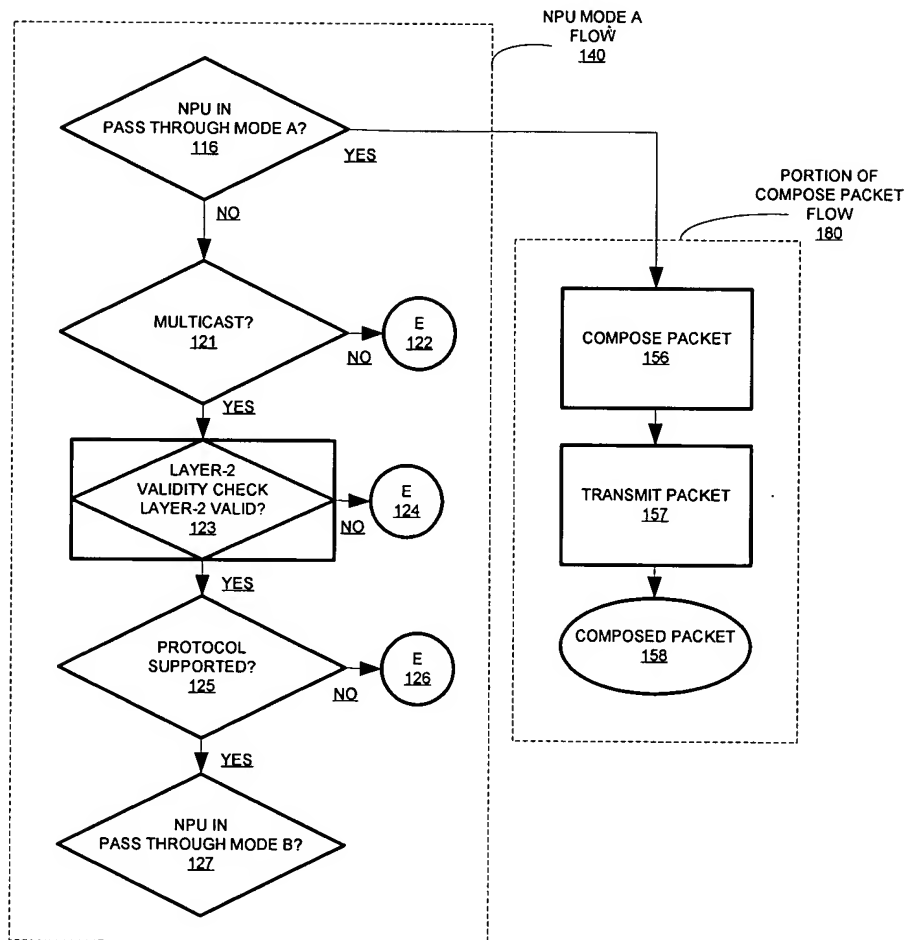 NPU MODE A
FLOW
140
NPU IN
PASS THROUGH MODE A?
116
YES
NO
PORTION OF
COMPOSE PACKET
FLOW
180
MULTICAST?
121
NO
E
122
YES
COMPOSE PACKET
156
LAYER-2
VALIDITY CHECK
LAYER-2 VALID?
123
NO
E
124
YES
TRANSMIT PACKET
157
PROTOCOL
SUPPORTED?
125
NO
E
126
YES
COMPOSED PACKET
158
NPU IN
PASS THROUGH MODE B?
127